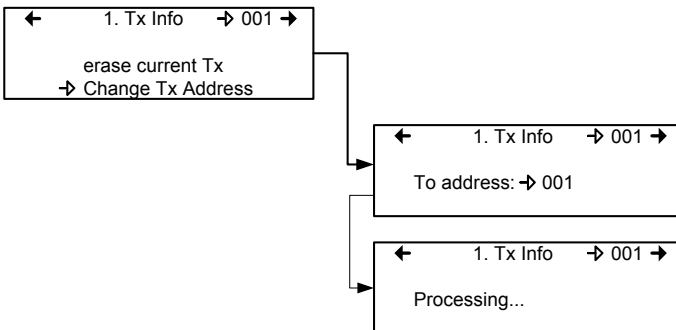 ← 1. Tx Info → 001 →
erase current Tx
→ Change Tx Address
← 1. Tx Info → 001 →
To address: → 001
← 1. Tx Info → 001 →
Processing...